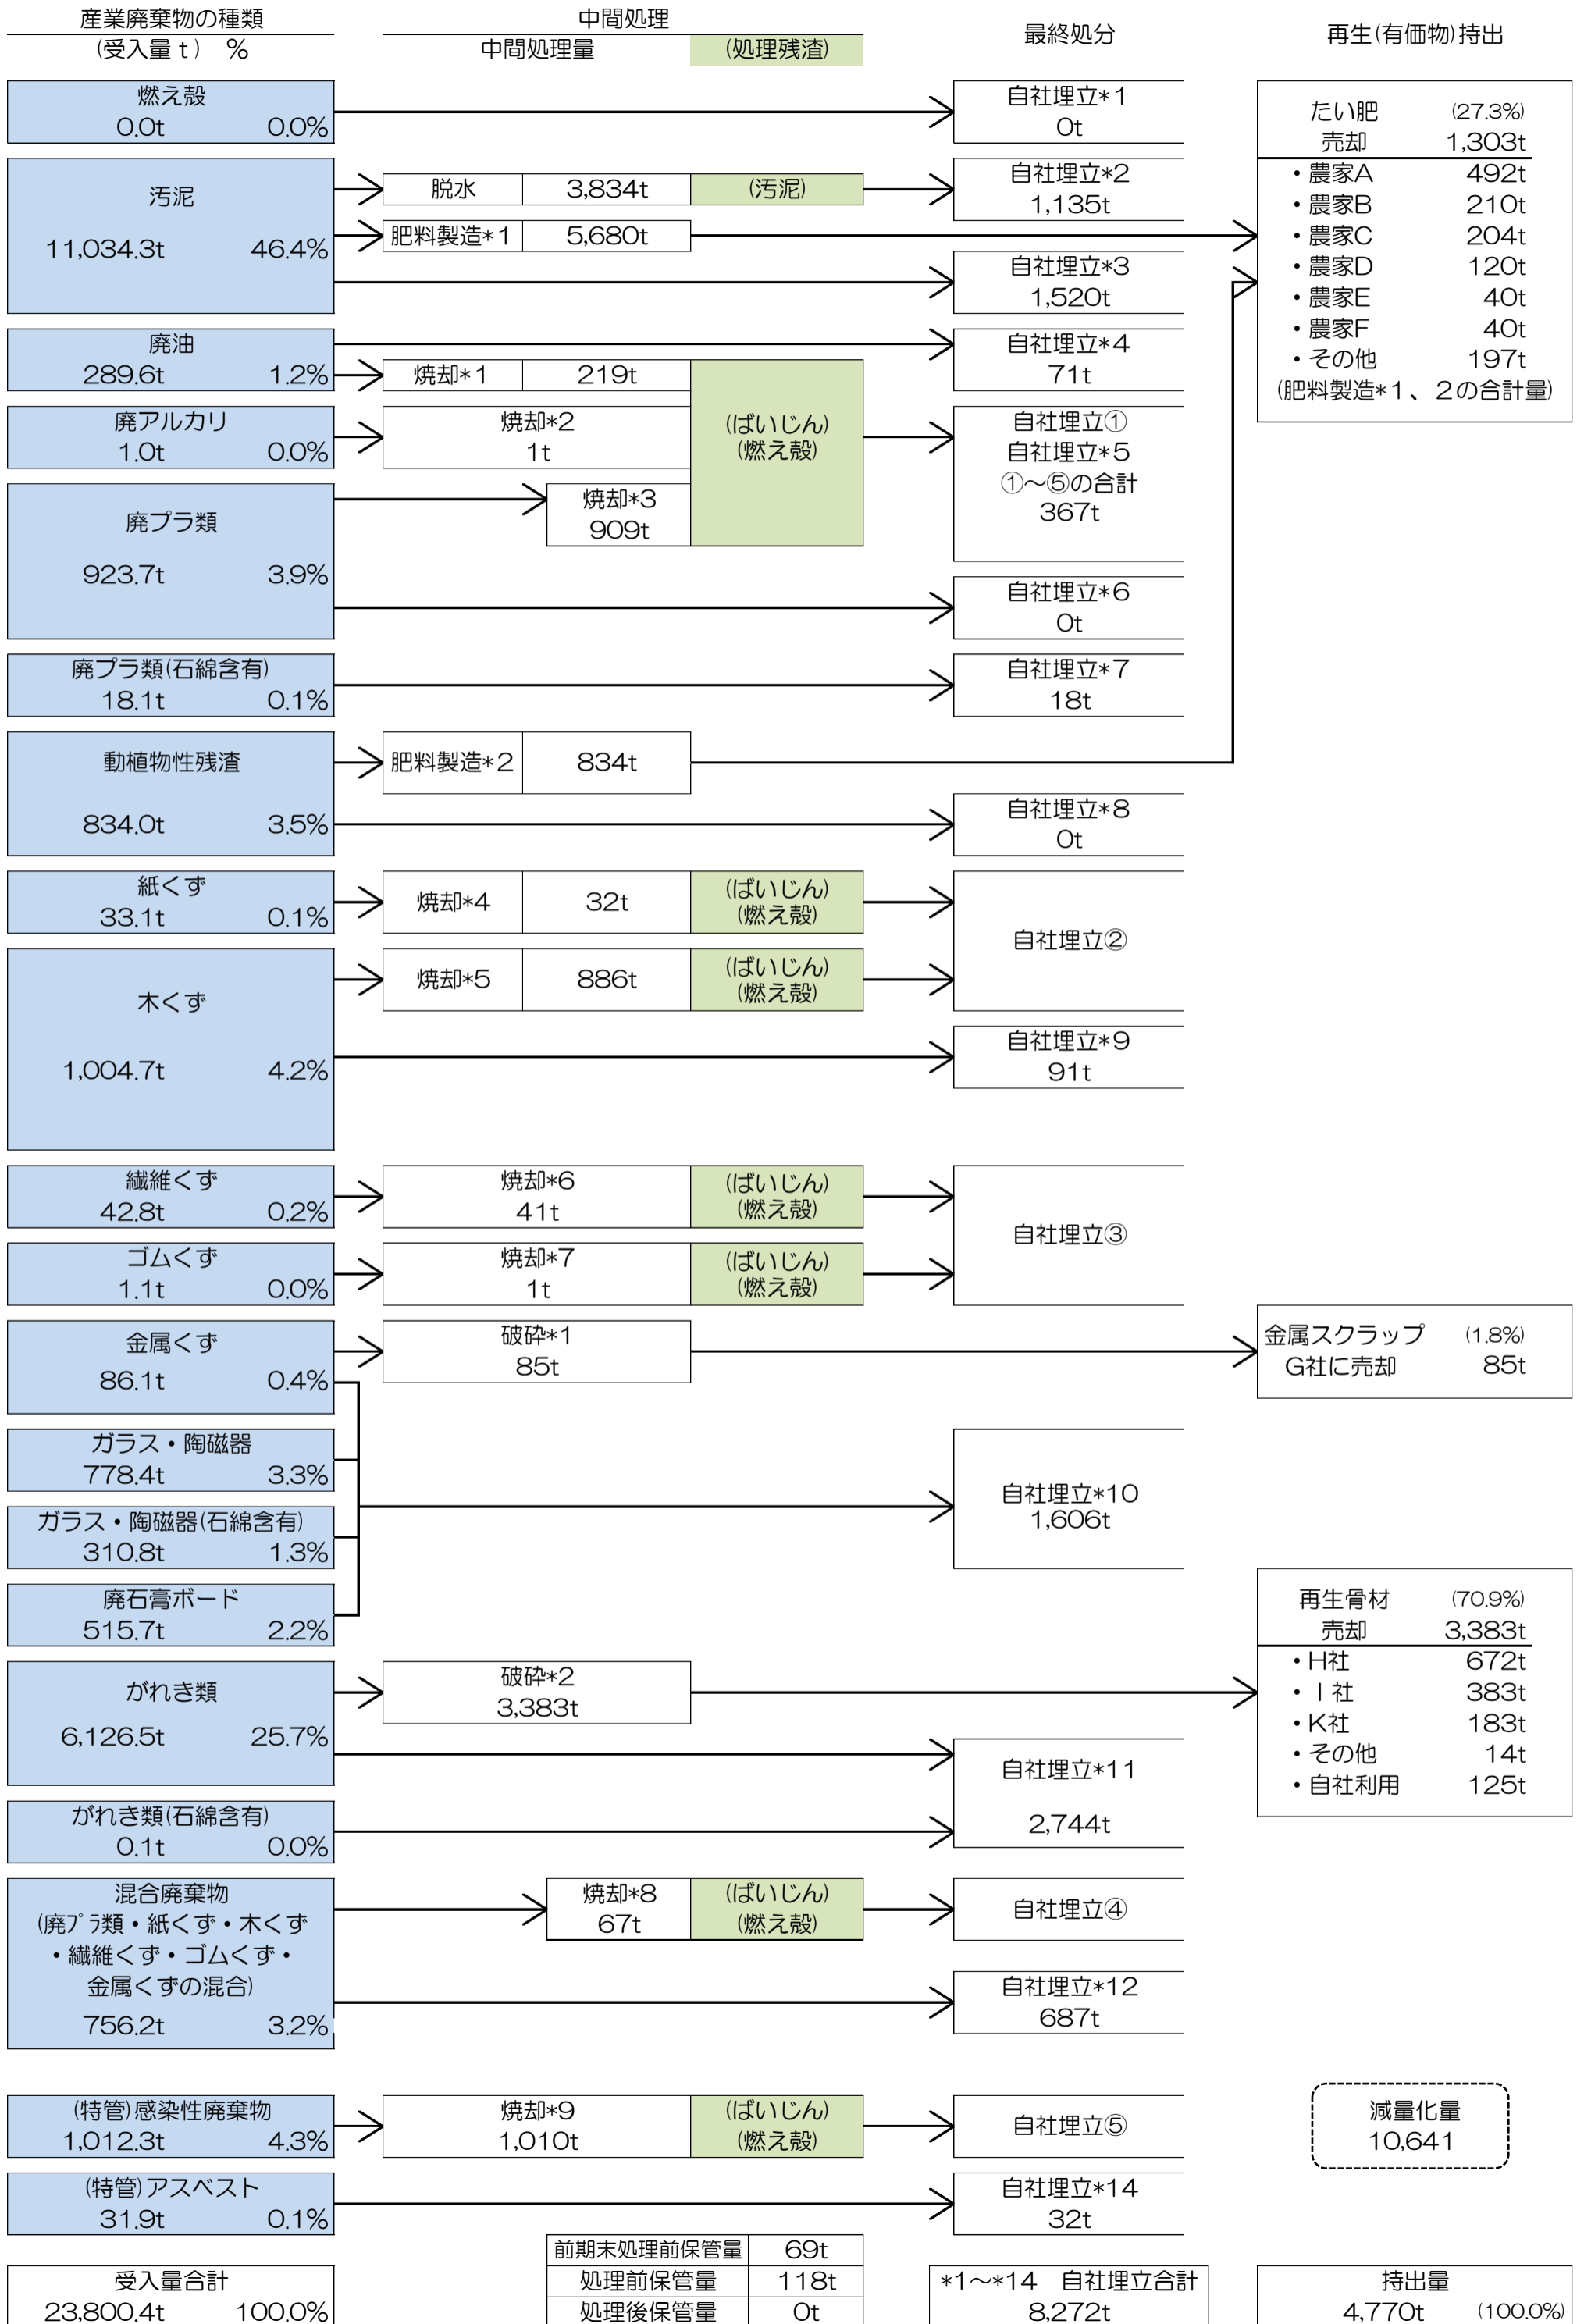 産業廃棄物の種類
(受入量ｔ) %
中間処理
中間処理量 (処理残渣)
最終処分
再生(有価物)持出
燃え殻
0.0t 0.0%
自社埋立*1
0t
汚泥
11,034.3t 46.4%
脱水 3,834t (汚泥)
自社埋立*2
1,135t
肥料製造*1 5,680t
自社埋立*3
1,520t
たい肥 (27.3%)
売却 1,303t
・農家A 492t
・農家B 210t
・農家C 204t
・農家D 120t
・農家E 40t
・農家F 40t
・その他 197t
(肥料製造*1、2の合計量)
廃油
289.6t 1.2%
自社埋立*4
71t
焼却*1 219t
廃アルカリ
1.0t 0.0%
焼却*2
1t
(ばいじん)
(燃え殻)
自社埋立①
自社埋立*5
①～⑤の合計
367t
廃プラ類
923.7t 3.9%
焼却*3
909t
自社埋立*6
0t
廃プラ類(石綿含有)
18.1t 0.1%
自社埋立*7
18t
動植物性残渣
834.0t 3.5%
肥料製造*2 834t
自社埋立*8
0t
紙くず
33.1t 0.1%
焼却*4 32t
(ばいじん)
(燃え殻)
自社埋立②
木くず
1,004.7t 4.2%
焼却*5 886t
(ばいじん)
(燃え殻)
自社埋立*9
91t
繊維くず
42.8t 0.2%
焼却*6
41t
(ばいじん)
(燃え殻)
自社埋立③
ゴムくず
1.1t 0.0%
焼却*7
1t
(ばいじん)
(燃え殻)
金属くず
86.1t 0.4%
破砕*1
85t
金属スクラップ (1.8%)
G社に売却 85t
ガラス・陶磁器
778.4t 3.3%
ガラス・陶磁器(石綿含有)
310.8t 1.3%
自社埋立*10
1,606t
廃石膏ボード
515.7t 2.2%
がれき類
6,126.5t 25.7%
破砕*2
3,383t
再生骨材 (70.9%)
売却 3,383t
・H社 672t
・I社 383t
・K社 183t
・その他 14t
・自社利用 125t
自社埋立*11
2,744t
がれき類(石綿含有)
0.1t 0.0%
混合廃棄物
(廃ﾌﾟﾗ類・紙くず・木くず
・繊維くず・ゴムくず・
金属くずの混合)
756.2t 3.2%
焼却*8
67t
(ばいじん)
(燃え殻)
自社埋立④
自社埋立*12
687t
(特管)感染性廃棄物
1,012.3t 4.3%
焼却*9
1,010t
(ばいじん)
(燃え殻)
自社埋立⑤
減量化量
10,641
(特管)アスベスト
31.9t 0.1%
自社埋立*14
32t
受入量合計
23,800.4t 100.0%
前期末処理前保管量 69t
処理前保管量 118t
処理後保管量 0t
*1～*14 自社埋立合計
8,272t
持出量
4,770t (100.0%)